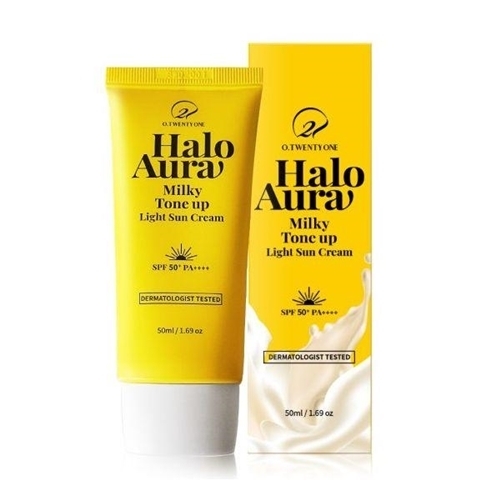 O.TWENTYONE
Halo
Aura
Milky
Tone up
Light Sun Cream
SPF 50+ PA++++
DERMATOLOGIST TESTED
50ml / 1.69 oz
2
O.TWENTYONE
Halo
Aura
Milky
Tone up
Light Sun Cream
SPF 50+ PA++++
DERMATOLOGIST TESTED
50ml / 1.69 oz